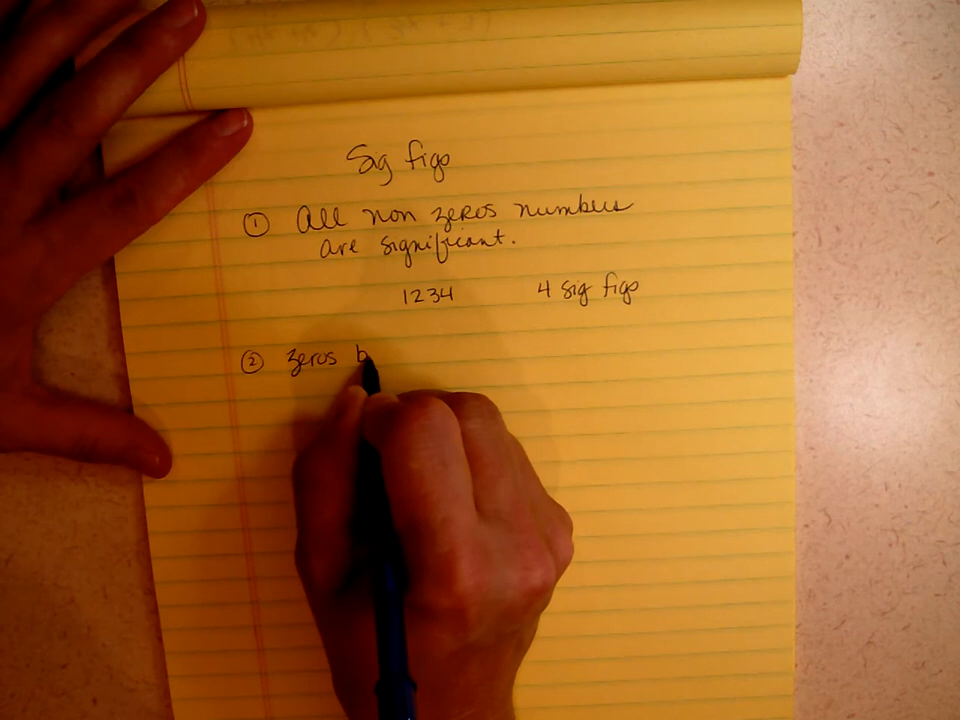 Sig figs
① All non zeros numbers
are significant.
1234 4 sig figs
② zeros b